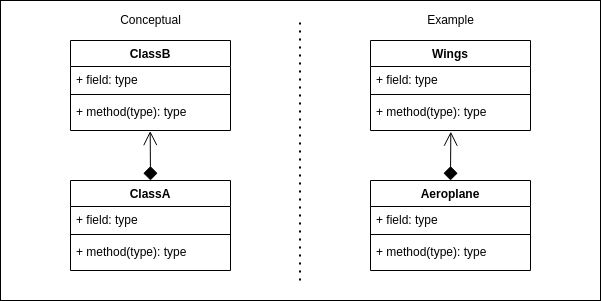 Conceptual
ClassB
+ field: type
+ method(type): type
ClassA
+ field: type
+ method(type): type
Example
Wings
+ field: type
+ method(type): type
Aeroplane
+ field: type
+ method(type): type